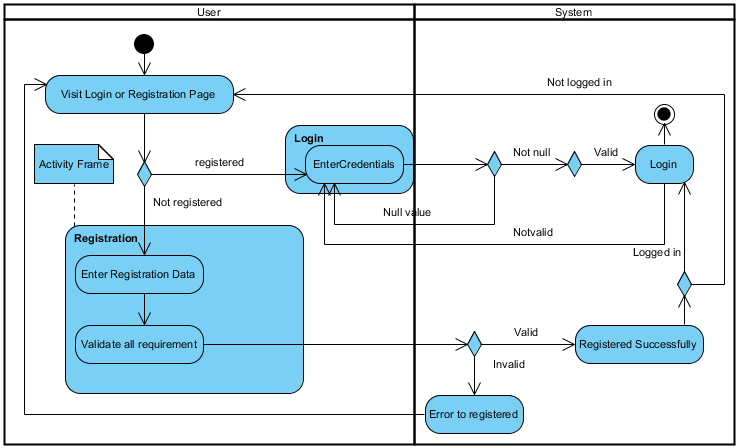 User
System
Visit Login or Registration Page
Not logged in
Login
Activity Frame
registered
EnterCredentials
Not null
Valid
Login
Not registered
Null value
Notvalid
Registration
Logged in
Enter Registration Data
Valid
Validate all requirement
Registered Successfully
Invalid
Error to registered